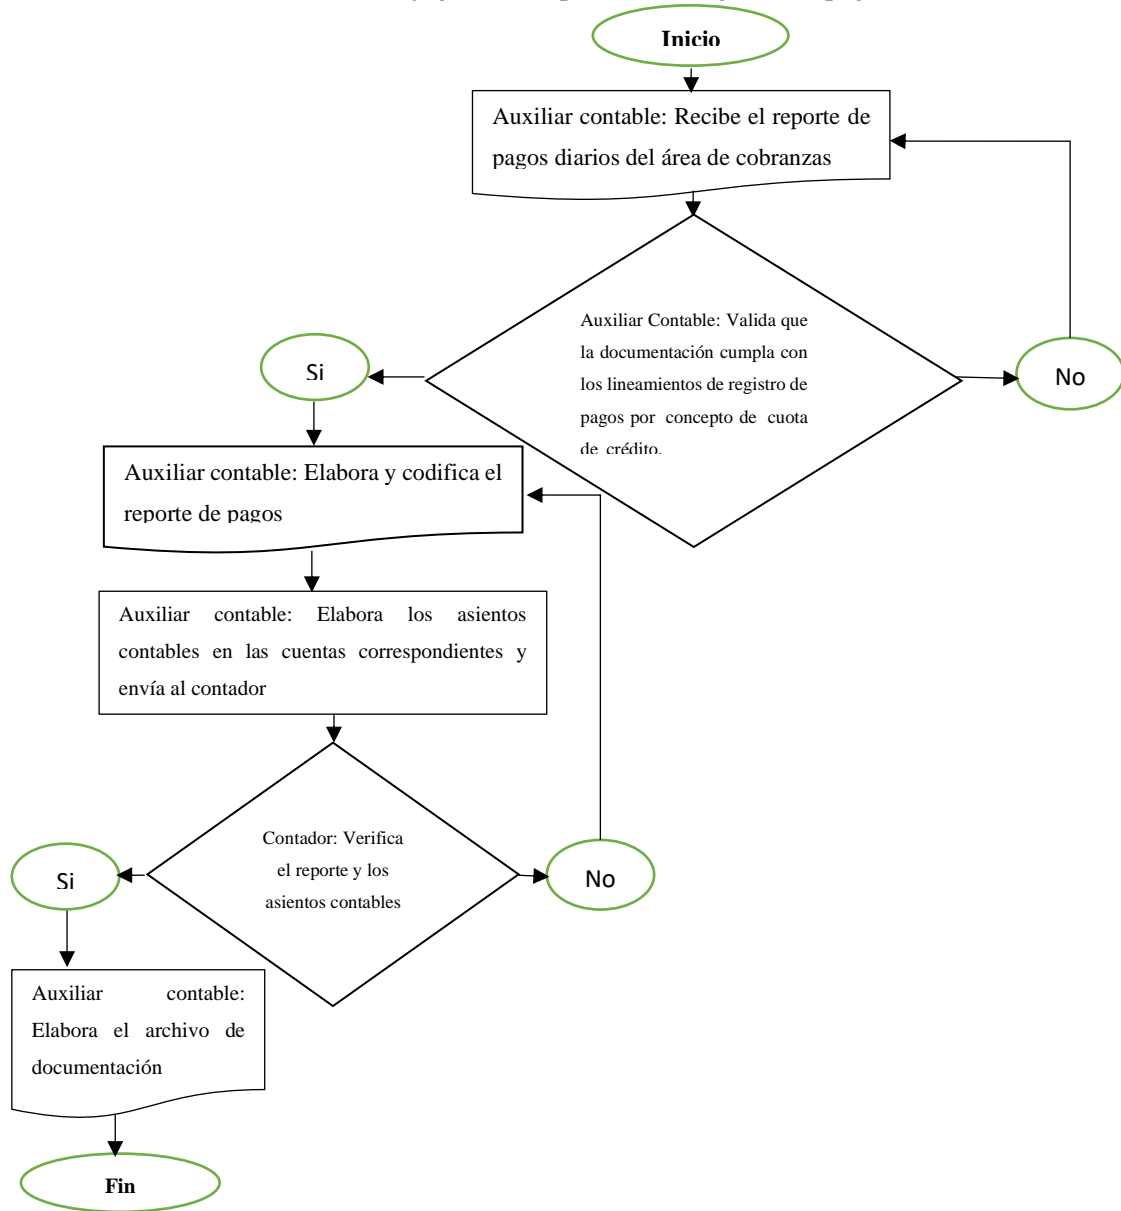 Inicio
Auxiliar contable: Recibe el reporte de
pagos diarios del área de cobranzas
Auxiliar Contable: Valida que
la documentación cumpla con
los lineamientos de registro de
pagos por concepto de cuota
de crédito.
Si
No
Auxiliar contable: Elabora y codifica el
reporte de pagos
Auxiliar contable: Elabora los asientos
contables en las cuentas correspondientes y
envía al contador
Contador: Verifica
el reporte y los
asientos contables
Si
No
Auxiliar contable:
Elabora el archivo de
documentación
Fin